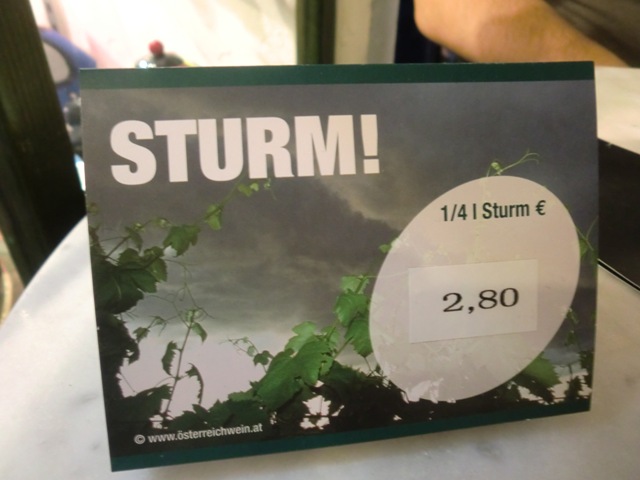 STURM!
1/4 l Sturm €
2,80
© www.österreichwein.at